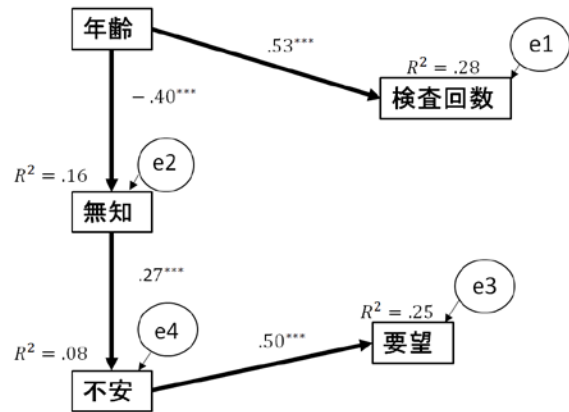 年齢
.53***
e1
R² = .28
検査回数
−.40***
e2
R² = .16
無知
.27***
e3
R² = .25
e4
.50***
要望
R² = .08
不安